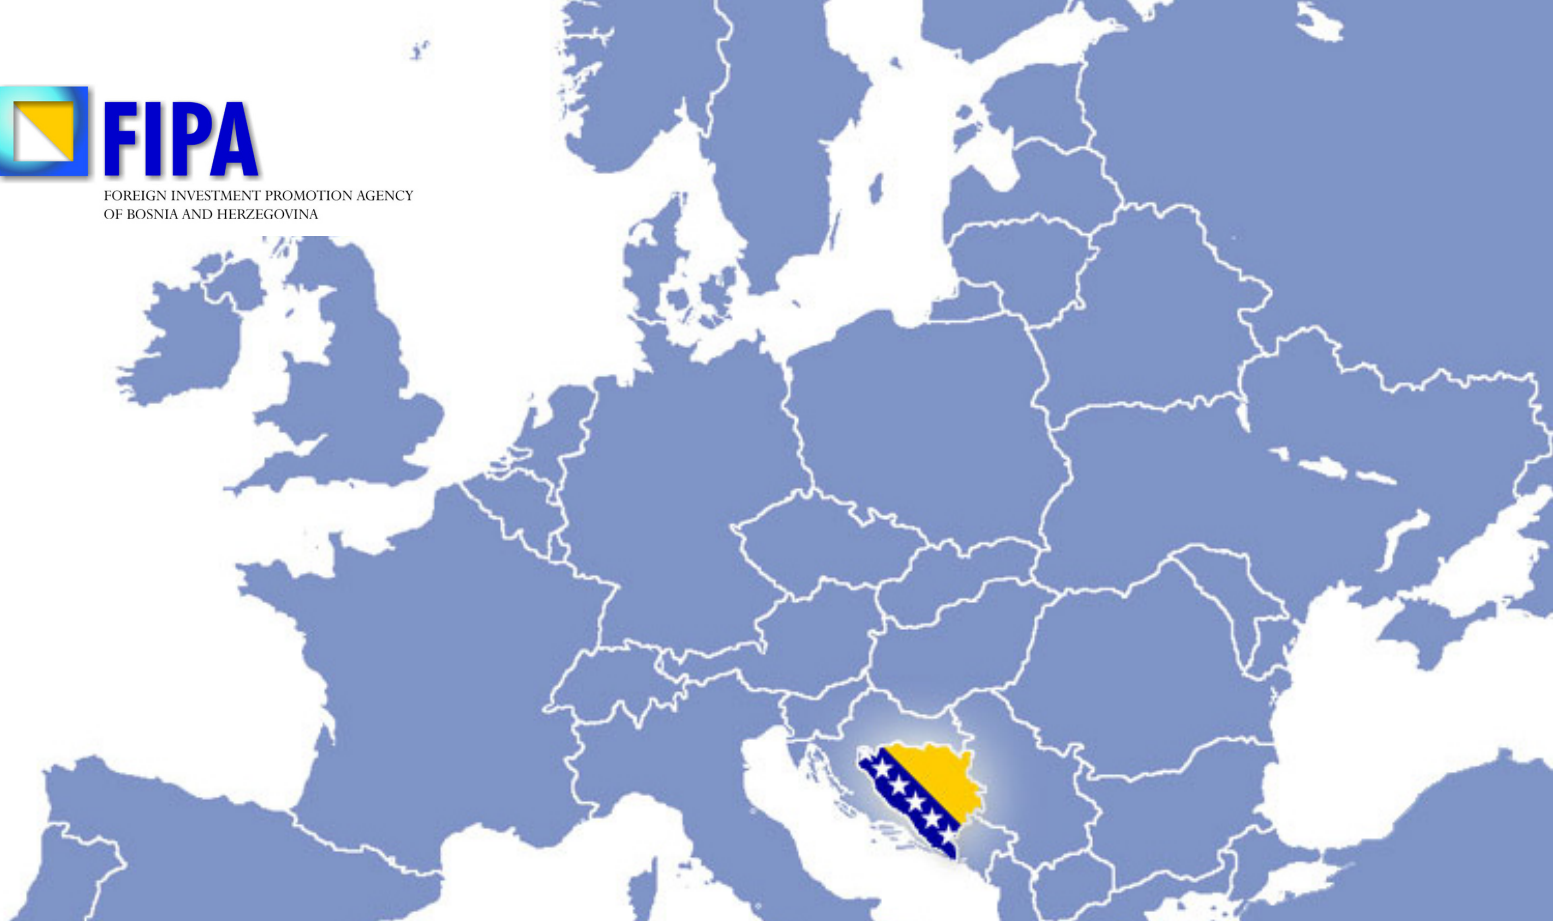 FIPA
FOREIGN INVESTMENT PROMOTION AGENCY
OF BOSNIA AND HERZEGOVINA